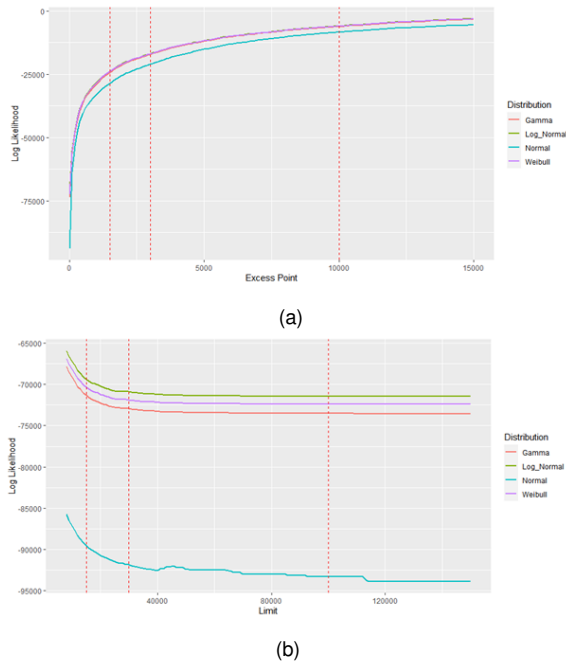 0
-25000
-50000
-75000
Log Likelihood
0
5000
10000
15000
Excess Point
Distribution
Gamma
Log_Normal
Normal
Weibull
(a)
-65000
-70000
-75000
-80000
-85000
-90000
-95000
Log Likelihood
40000
80000
120000
Limit
Distribution
Gamma
Log_Normal
Normal
Weibull
(b)